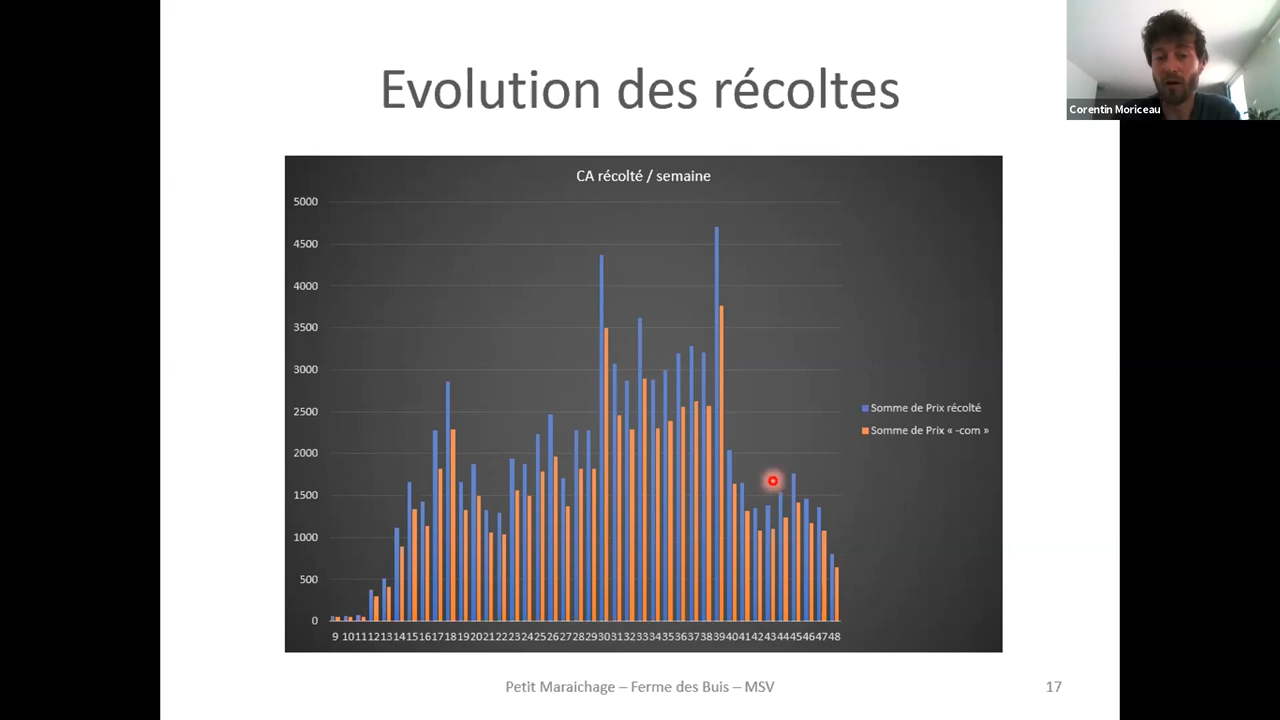 Evolution des récoltes
Corentin Moriceau
CA récolté / semaine
5000
4500
4000
3500
3000
2500
2000
1500
1000
500
0
9 10 11 12 13 14 15 16 17 18 19 20 21 22 23 24 25 26 27 28 29 30 31 32 33 34 35 36 37 38 39 40 41 42 43 44 45 46 47 48
Somme de Prix récolté
Somme de Prix « -com »
Petit Maraichage – Ferme des Buis – MSV
17